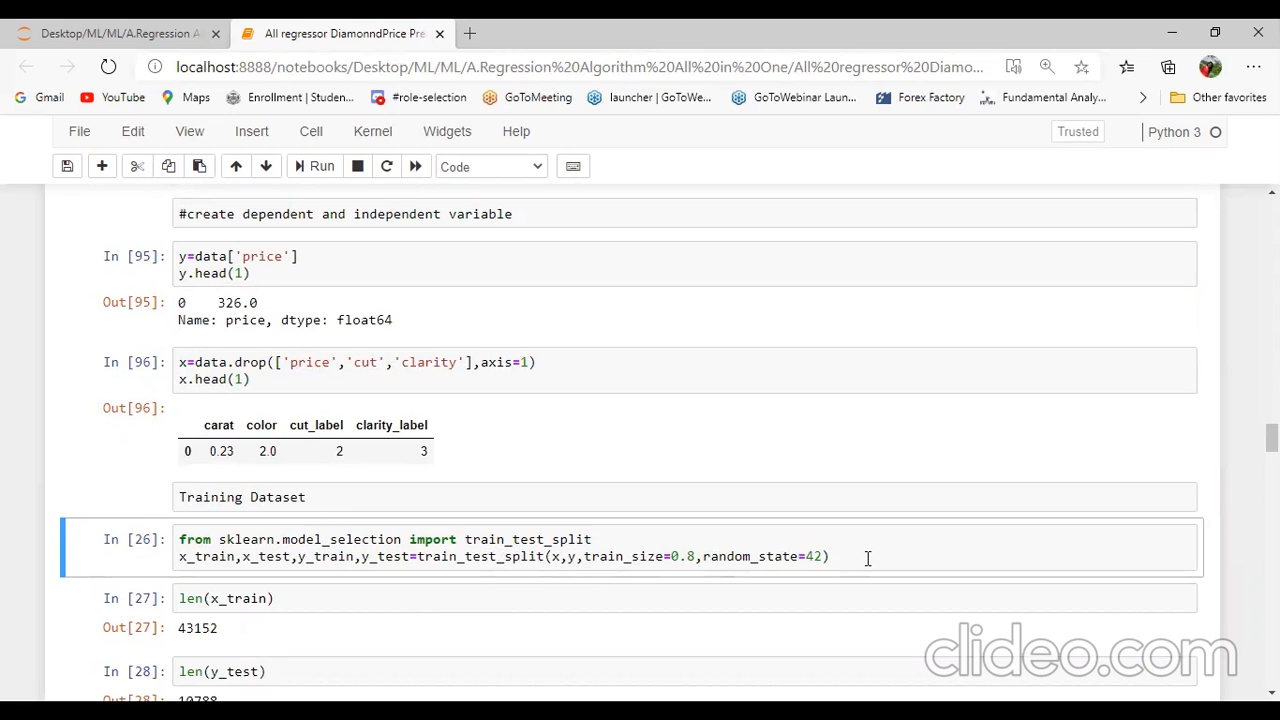 Desktop/ML/ML/A.Regression A
All regressor DiamonndPrice Pre
localhost:8888/notebooks/Desktop/ML/ML/A.Regression%20Algorithm%20All%20in%20One/All%20regressor%20Diamo...
Gmail YouTube Maps Enrollment | Studen... #role-selection GoToMeeting launcher | GoToWe... GoToWebinar Laun... Forex Factory Fundamental Analy... Other favorites
File Edit View Insert Cell Kernel Widgets Help Trusted Python 3
Run Code
#create dependent and independent variable
In [95]: y=data['price']
y.head(1)
Out[95]: 0 326.0
Name: price, dtype: float64
In [96]: x=data.drop(['price','cut','clarity'],axis=1)
x.head(1)
Out[96]:
carat color cut_label clarity_label
0 0.23 2.0 2 3
Training Dataset
In [26]: from sklearn.model_selection import train_test_split
x_train,x_test,y_train,y_test=train_test_split(x,y,train_size=0.8,random_state=42)
In [27]: len(x_train)
Out[27]: 43152
In [28]: len(y_test)
Out[28]: 10788
clideo.com